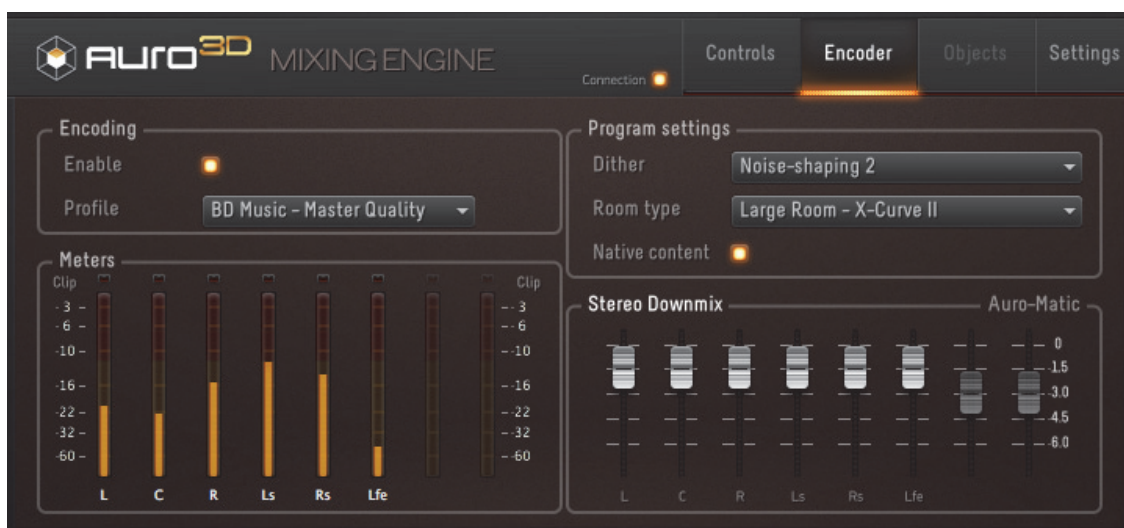 AURO 3D MIXING ENGINE
Connection
Controls
Encoder
Objects
Settings
Encoding
Enable
Profile
BD Music - Master Quality
Program settings
Dither
Noise-shaping 2
Room type
Large Room - X-Curve II
Native content
Meters
Clip Clip
- 3 - - - 3
- 6 - - - 6
-10 - - -10
-16 - - -16
-22 - - -22
-32 - - -32
-60 - - -60
L C R Ls Rs Lfe
Stereo Downmix
Auro-Matic
0
-1.5
-3.0
-4.5
-6.0
L C R Ls Rs Lfe